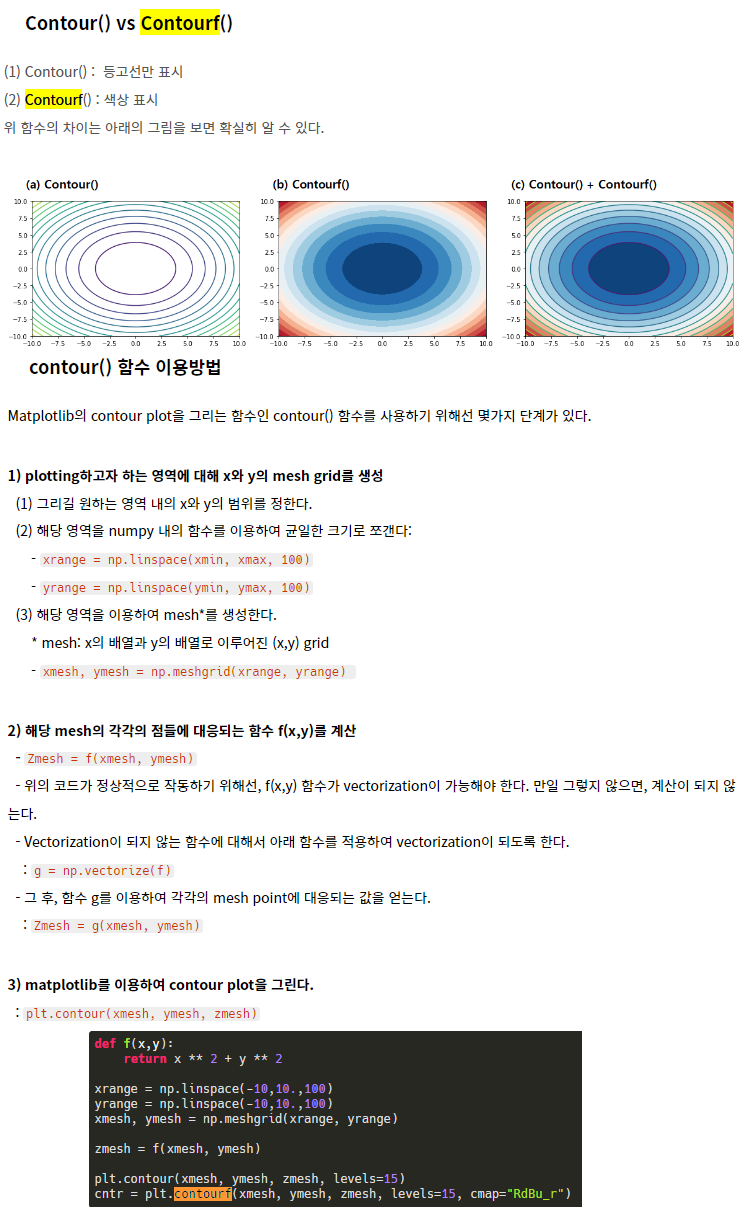 Contour() vs Contourf()
(1) Contour() : 등고선만 표시
(2) Contourf() : 색상 표시
위 함수의 차이는 아래의 그림을 보면 확실히 알 수 있다.
(a) Contour()
(b) Contourf()
(c) Contour() + Contourf()
10.0
7.5
5.0
2.5
0.0
−2.5
−5.0
−7.5
−10.0
−10.0 −7.5 −5.0 −2.5 0.0 2.5 5.0 7.5 10.0
10.0
7.5
5.0
2.5
0.0
−2.5
−5.0
−7.5
−10.0
−10.0 −7.5 −5.0 −2.5 0.0 2.5 5.0 7.5 10.0
10.0
7.5
5.0
2.5
0.0
−2.5
−5.0
−7.5
−10.0
−10.0 −7.5 −5.0 −2.5 0.0 2.5 5.0 7.5 10.0
contour() 함수 이용방법
Matplotlib의 contour plot을 그리는 함수인 contour() 함수를 사용하기 위해선 몇가지 단계가 있다.
1) plotting하고자 하는 영역에 대해 x와 y의 mesh grid를 생성
(1) 그리길 원하는 영역 내의 x와 y의 범위를 정한다.
(2) 해당 영역을 numpy 내의 함수를 이용하여 균일한 크기로 쪼갠다:
- xrange = np.linspace(xmin, xmax, 100)
- yrange = np.linspace(ymin, ymax, 100)
(3) 해당 영역을 이용하여 mesh*를 생성한다.
* mesh: x의 배열과 y의 배열로 이루어진 (x,y) grid
- xmesh, ymesh = np.meshgrid(xrange, yrange)
2) 해당 mesh의 각각의 점들에 대응되는 함수 f(x,y)를 계산
- Zmesh = f(xmesh, ymesh)
- 위의 코드가 정상적으로 작동하기 위해선, f(x,y) 함수가 vectorization이 가능해야 한다. 만일 그렇지 않으면, 계산이 되지 않
는다.
- Vectorization이 되지 않는 함수에 대해서 아래 함수를 적용하여 vectorization이 되도록 한다.
: g = np.vectorize(f)
- 그 후, 함수 g를 이용하여 각각의 mesh point에 대응되는 값을 얻는다.
: Zmesh = g(xmesh, ymesh)
3) matplotlib를 이용하여 contour plot을 그린다.
: plt.contour(xmesh, ymesh, zmesh)
def f(x,y):
return x ** 2 + y ** 2
xrange = np.linspace(-10,10.,100)
yrange = np.linspace(-10,10.,100)
xmesh, ymesh = np.meshgrid(xrange, yrange)
zmesh = f(xmesh, ymesh)
plt.contour(xmesh, ymesh, zmesh, levels=15)
cntr = plt.contourf(xmesh, ymesh, zmesh, levels=15, cmap="RdBu_r")